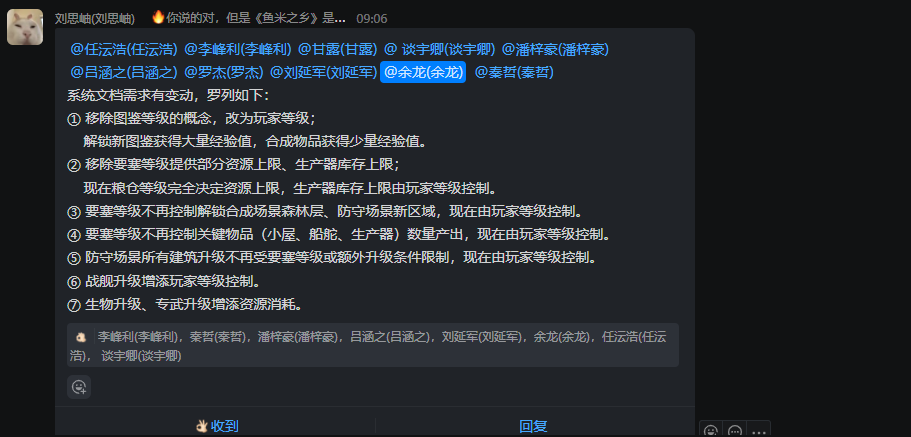 刘思岫(刘思岫) 🔥你说的对，但是《鱼米之乡》是... 09:06
@任沄浩(任沄浩) @李峰利(李峰利) @甘露(甘露) @ 谈宇卿(谈宇卿) @潘梓豪(潘梓豪)
@吕涵之(吕涵之) @罗杰(罗杰) @刘延军(刘延军) @余龙(余龙) @秦哲(秦哲)
系统文档需求有变动，罗列如下：
① 移除图鉴等级的概念，改为玩家等级；
解锁新图鉴获得大量经验值，合成物品获得少量经验值。
② 移除要塞等级提供部分资源上限、生产器库存上限；
现在粮仓等级完全决定资源上限，生产器库存上限由玩家等级控制。
③ 要塞等级不再控制解锁合成场景森林层、防守场景新区域，现在由玩家等级控制。
④ 要塞等级不再控制关键物品（小屋、船舵、生产器）数量产出，现在由玩家等级控制。
⑤ 防守场景所有建筑升级不再受要塞等级或额外升级条件限制，现在由玩家等级控制。
⑥ 战舰升级增添玩家等级控制。
⑦ 生物升级、专武升级增添资源消耗。
👌🏻 李峰利(李峰利)，秦哲(秦哲)，潘梓豪(潘梓豪)，吕涵之(吕涵之)，刘延军(刘延军)，余龙(余龙)，任沄浩(任沄
浩)， 谈宇卿(谈宇卿)
👌🏻收到 回复